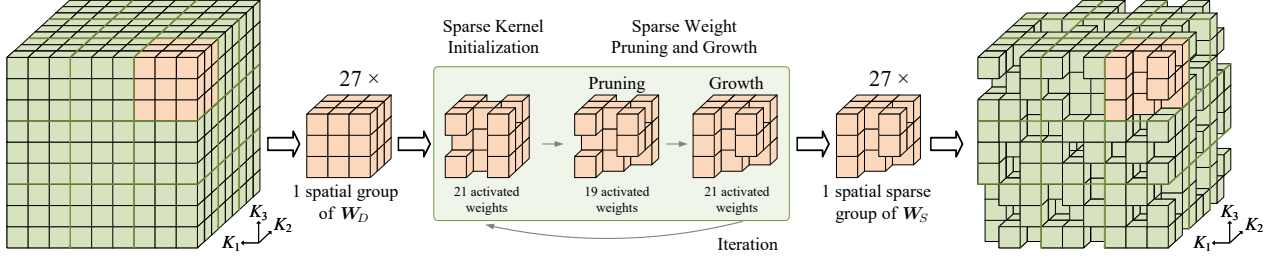 Sparse Kernel
Initialization
Sparse Weight
Pruning and Growth
27 ×
Pruning
Growth
27 ×
1 spatial group
of W_D
21 activated
weights
19 activated
weights
21 activated
weights
1 spatial sparse
group of W_S
K_3
K_2
K_1
Iteration
K_3
K_2
K_1